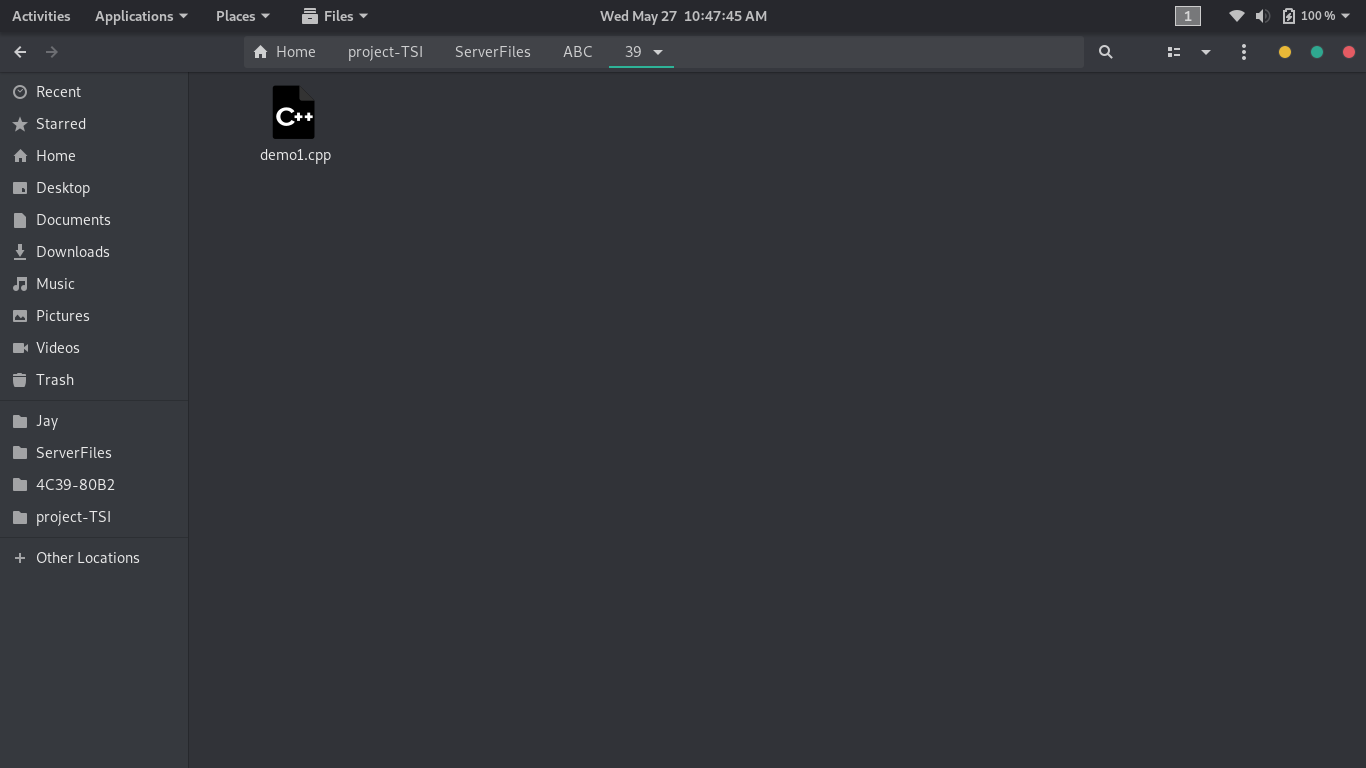 Activities Applications Places Files Wed May 27 10:47:45 AM 1 100 %
Home project-TSI ServerFiles ABC 39
Recent
Starred
Home
Desktop
Documents
Downloads
Music
Pictures
Videos
Trash
Jay
ServerFiles
4C39-80B2
project-TSI
Other Locations
C++
demo1.cpp